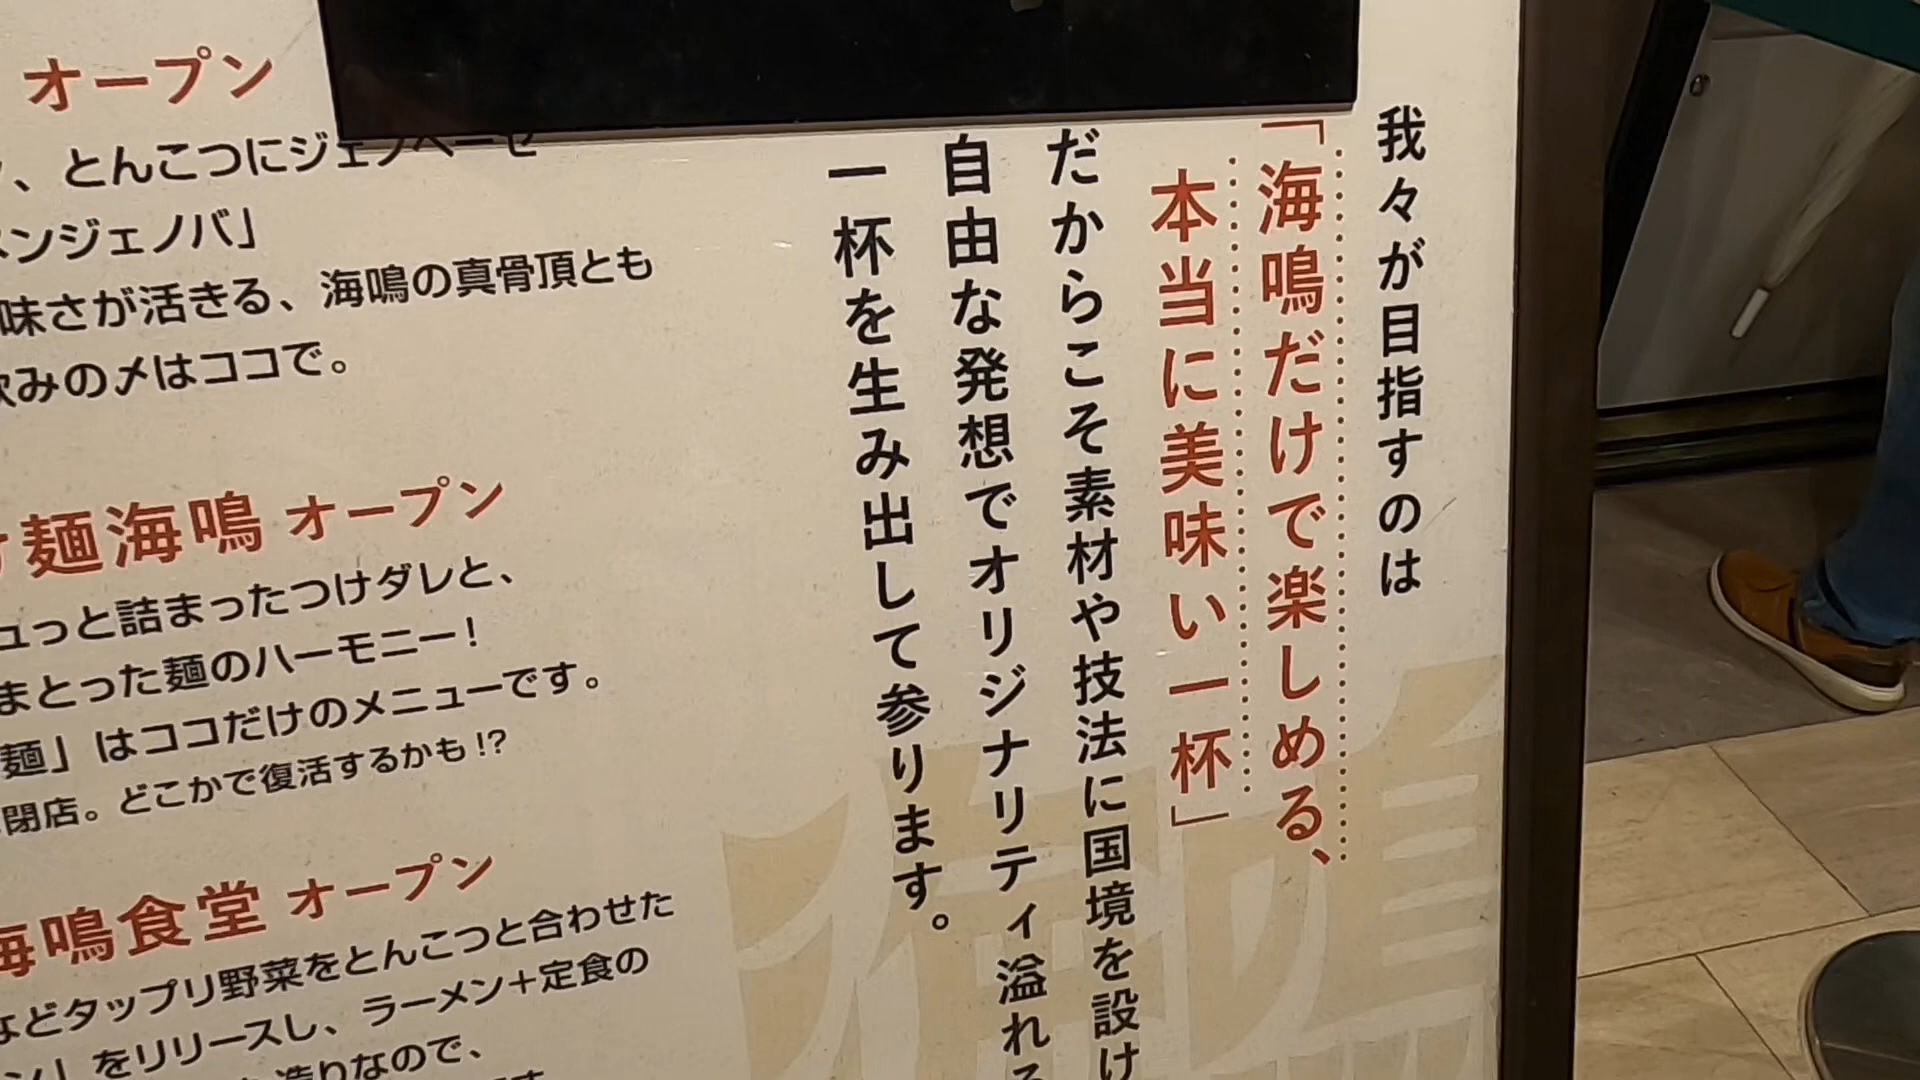 我々が目指すのは
「海鳴だけで楽しめる、
本当に美味い一杯」
だからこそ素材や技法に国境を設け
自由な発想でオリジナリティ溢れる
一杯を生み出して参ります。
オープン
、とんこつにジェノベーゼ
ンジェノバ」
味さが活きる、海鳴の真骨頂とも
飲みの〆はココで。
け麺海鳴 オープン
ュっと詰まったつけダレと、
まとった麺のハーモニー！
麺」はココだけのメニューです。
閉店。どこかで復活するかも!?
海鳴食堂 オープン
などタップリ野菜をとんこつと合わせた
ン」をリリースし、ラーメン+定食の
造りなので、